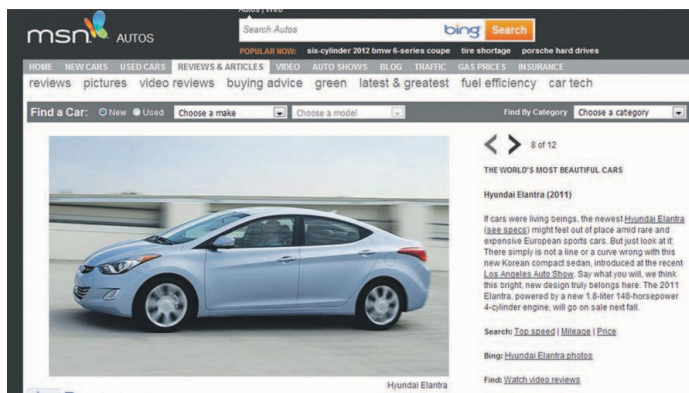 Autos | Web
msn AUTOS
Search Autos
bing
Search
POPULAR NOW: six-cylinder 2012 bmw 6-series coupe tire shortage porsche hard drives
HOME NEW CARS USED CARS REVIEWS & ARTICLES VIDEO AUTO SHOWS BLOG TRAFFIC GAS PRICES INSURANCE
reviews pictures video reviews buying advice green latest & greatest fuel efficiency car tech
Find a Car: New Used Choose a make Choose a model Find By Category Choose a category
8 of 12
THE WORLD'S MOST BEAUTIFUL CARS
Hyundai Elantra (2011)
If cars were living beings, the newest Hyundai Elantra
(see specs) might feel out of place amid rare and
expensive European sports cars. But just look at it:
There simply is not a line or a curve wrong with this
new Korean compact sedan, introduced at the recent
Los Angeles Auto Show. Say what you will, we think
this bright, new design truly belongs here. The 2011
Elantra, powered by a new 1.8-liter 148-horsepower
4-cylinder engine, will go on sale next fall.
Search: Top speed | Mileage | Price
Bing: Hyundai Elantra photos
Find: Watch video reviews
Hyundai Elantra